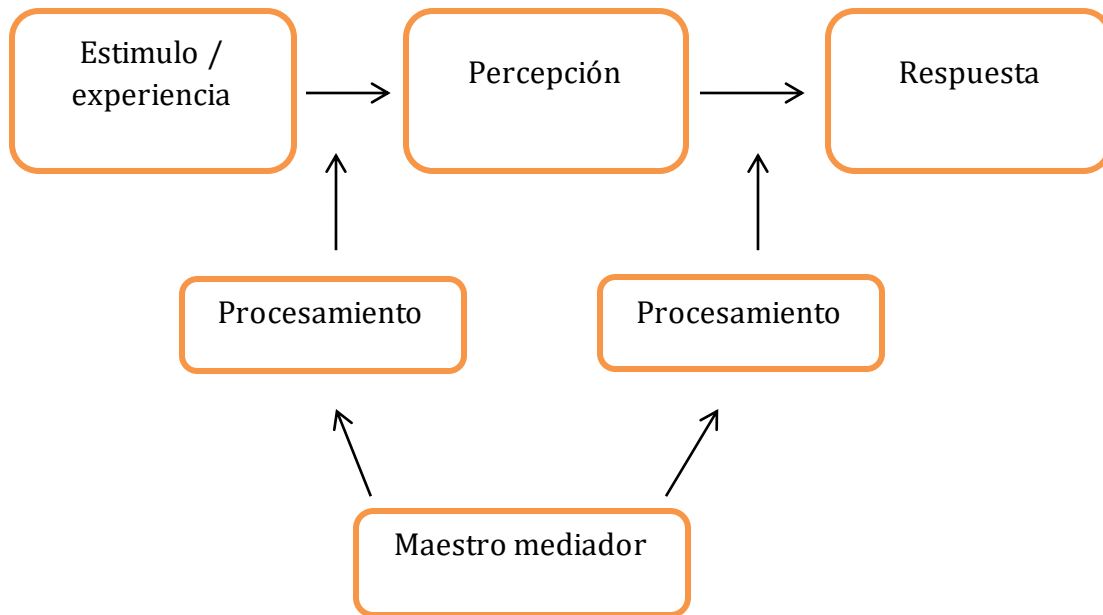 Estimulo /
experiencia
Percepción
Respuesta
Procesamiento
Procesamiento
Maestro mediador